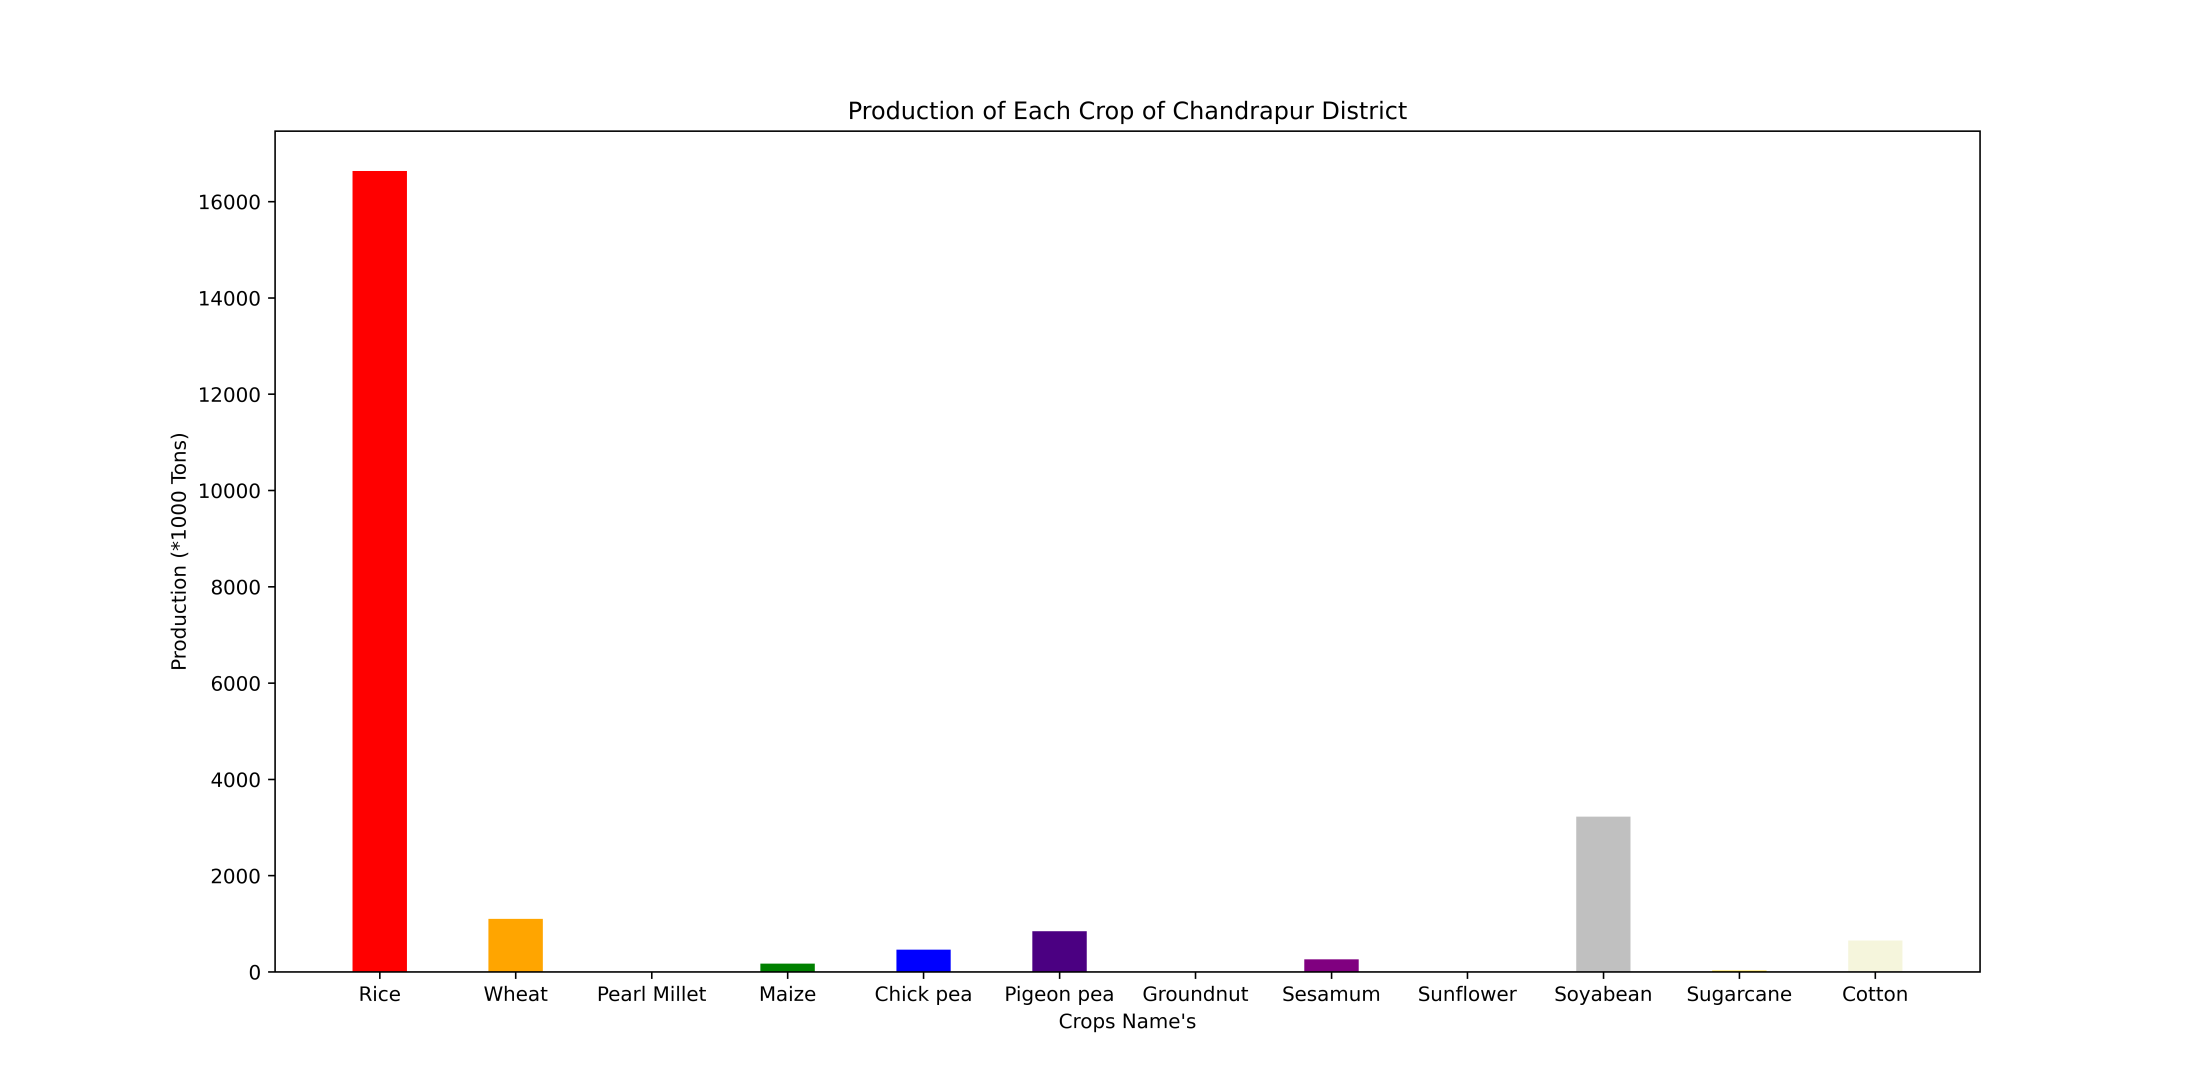 Production of Each Crop of Chandrapur District
Production (*1000 Tons)
16000
14000
12000
10000
8000
6000
4000
2000
0
Rice Wheat Pearl Millet Maize Chick pea Pigeon pea Groundnut Sesamum Sunflower Soyabean Sugarcane Cotton
Crops Name's